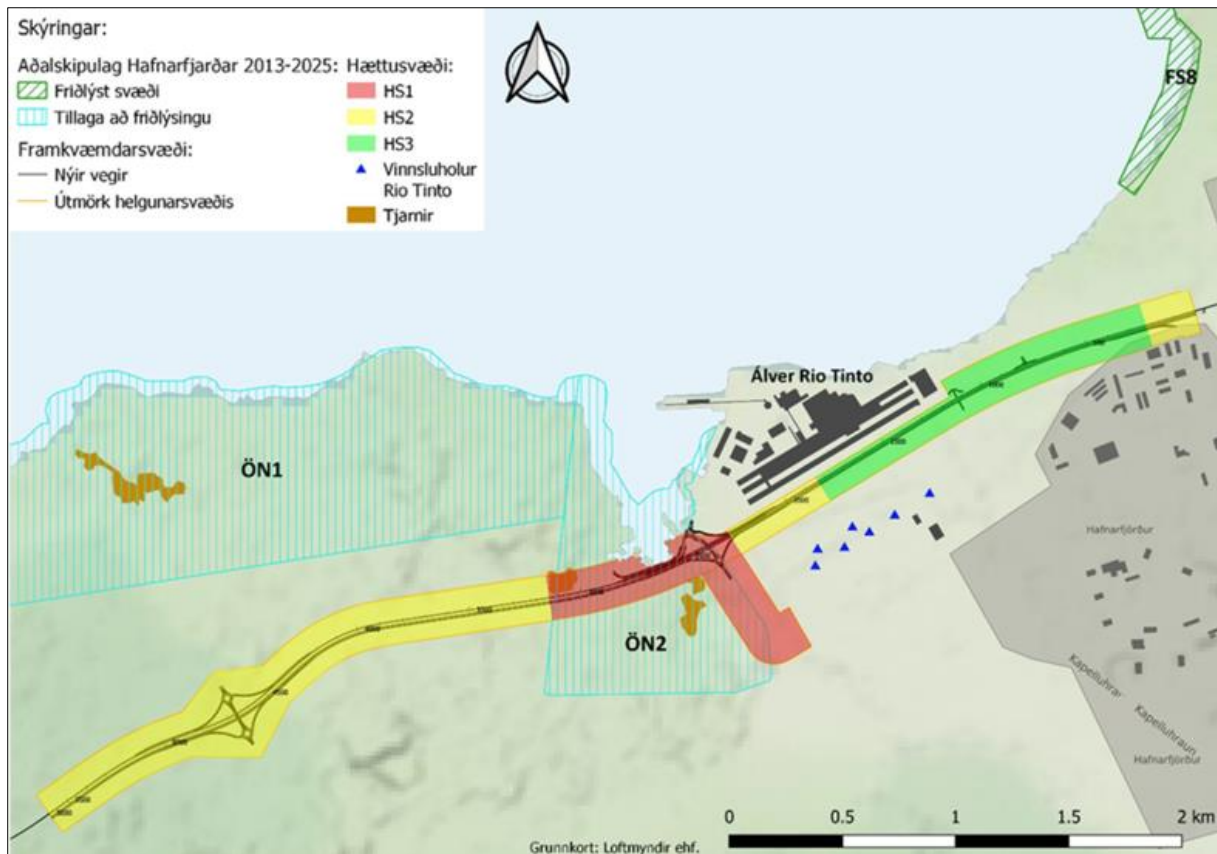 Skýringar:
Aðalskipulag Hafnarfjarðar 2013-2025:
Friðlýst svæði
Tillaga að friðlýsingu
Framkvæmdarsvæði:
Nýir vegir
Útmörk helgunarsvæðis
Hættusvæði:
HS1
HS2
HS3
Vinnsluholur
Rio Tinto
Tjarnir
FS8
Álver Rio Tinto
ÖN1
ÖN2
Hafnarfjörður
Kapelluhra
Kapelluhraun
Hafnarfjörður
0 0.5 1 1.5 2 km
Grunnkort: Loftmyndir ehf.